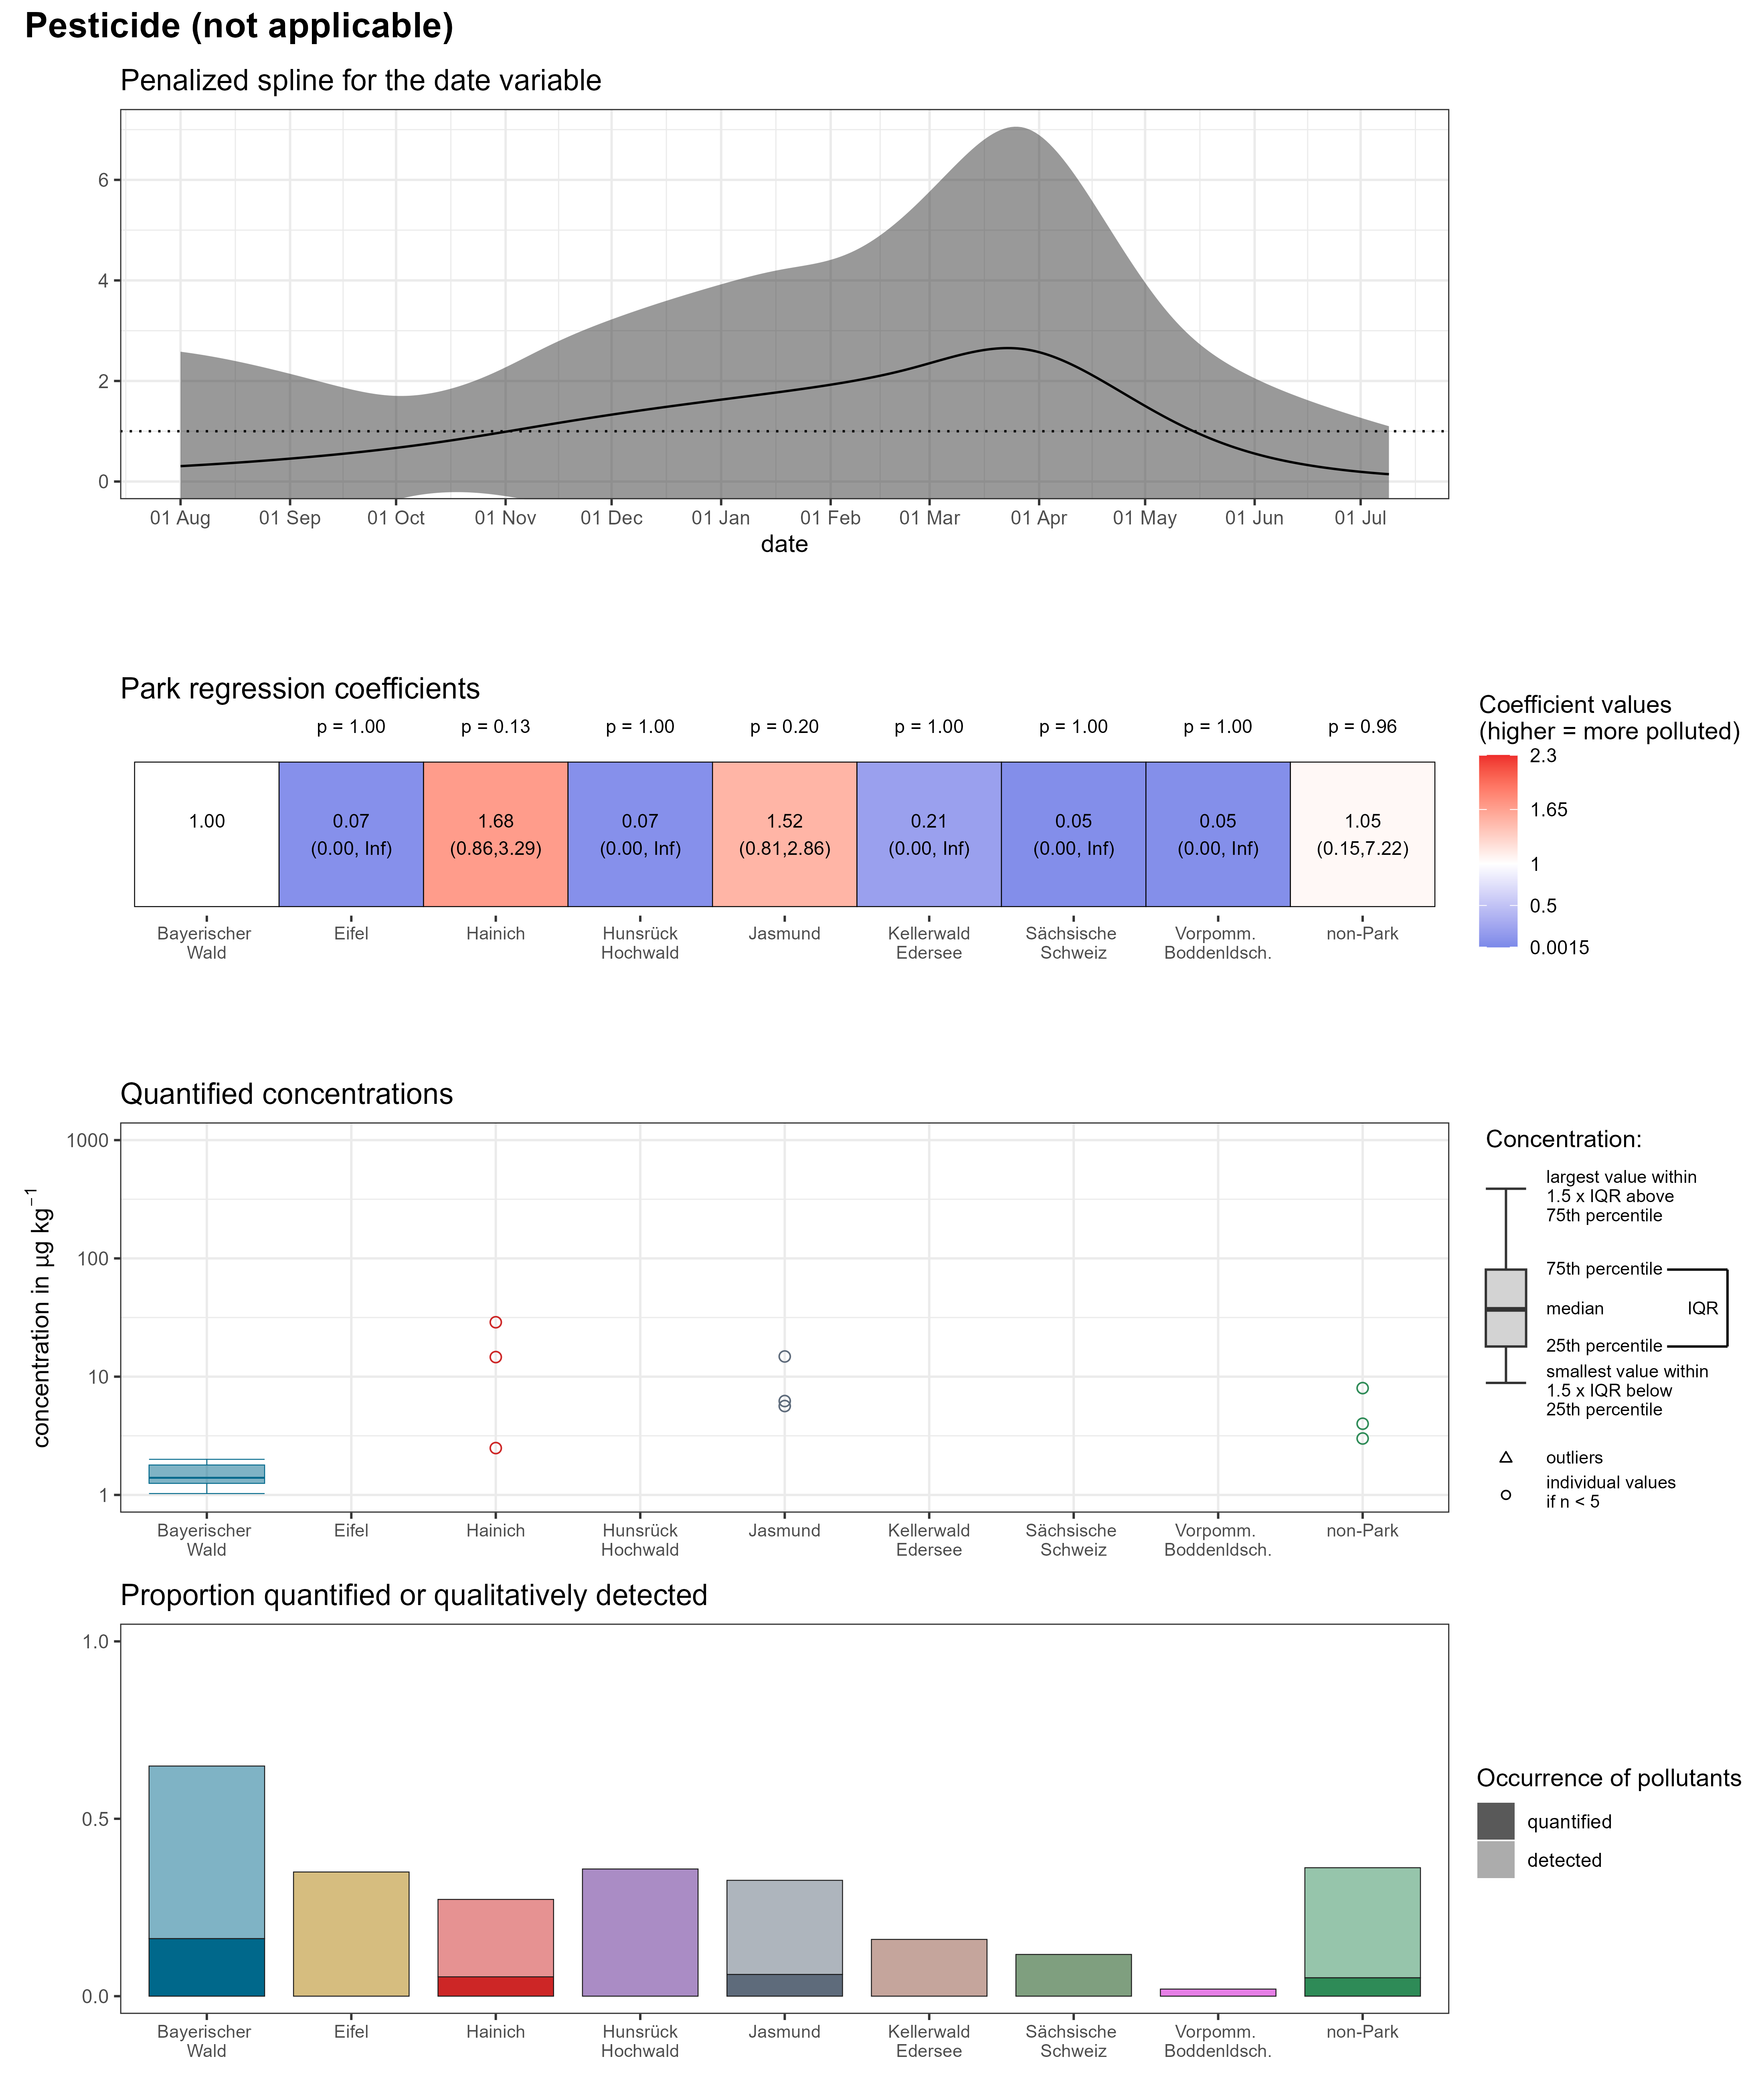 Pesticide (not applicable)
Penalized spline for the date variable
6
4
2
0
01 Aug 01 Sep 01 Oct 01 Nov 01 Dec 01 Jan 01 Feb 01 Mar 01 Apr 01 May 01 Jun 01 Jul
date
Park regression coefficients
p = 1.00 p = 0.13 p = 1.00 p = 0.20 p = 1.00 p = 1.00 p = 1.00 p = 0.96
1.00 0.07 1.68 0.07 1.52 0.21 0.05 0.05 1.05
(0.00, Inf) (0.86,3.29) (0.00, Inf) (0.81,2.86) (0.00, Inf) (0.00, Inf) (0.00, Inf) (0.15,7.22)
Bayerischer Eifel Hainich Hunsrück Jasmund Kellerwald Sächsische Vorpomm. non-Park
Wald Hochwald Edersee Schweiz Boddenldsch.
Coefficient values
(higher = more polluted)
2.3
1.65
1
0.5
0.0015
Quantified concentrations
concentration in µg kg⁻¹
1000
100
10
1
Bayerischer Eifel Hainich Hunsrück Jasmund Kellerwald Sächsische Vorpomm. non-Park
Wald Hochwald Edersee Schweiz Boddenldsch.
Concentration:
largest value within
1.5 x IQR above
75th percentile
75th percentile
median IQR
25th percentile
smallest value within
1.5 x IQR below
25th percentile
outliers
individual values
if n < 5
Proportion quantified or qualitatively detected
1.0
0.5
0.0
Bayerischer Eifel Hainich Hunsrück Jasmund Kellerwald Sächsische Vorpomm. non-Park
Wald Hochwald Edersee Schweiz Boddenldsch.
Occurrence of pollutants
quantified
detected